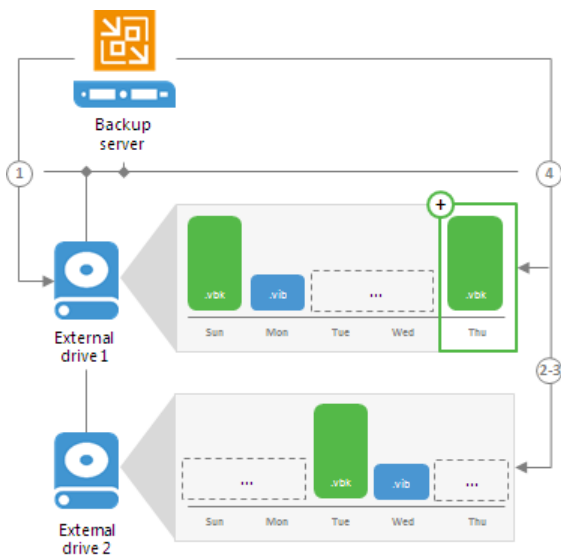 Backup
server
1
4
+
.vbk
.vib
...
.vbk
Sun Mon Tue Wed Thu
External
drive 1
2-3
...
.vbk
.vib
...
Sun Mon Tue Wed Thu
External
drive 2